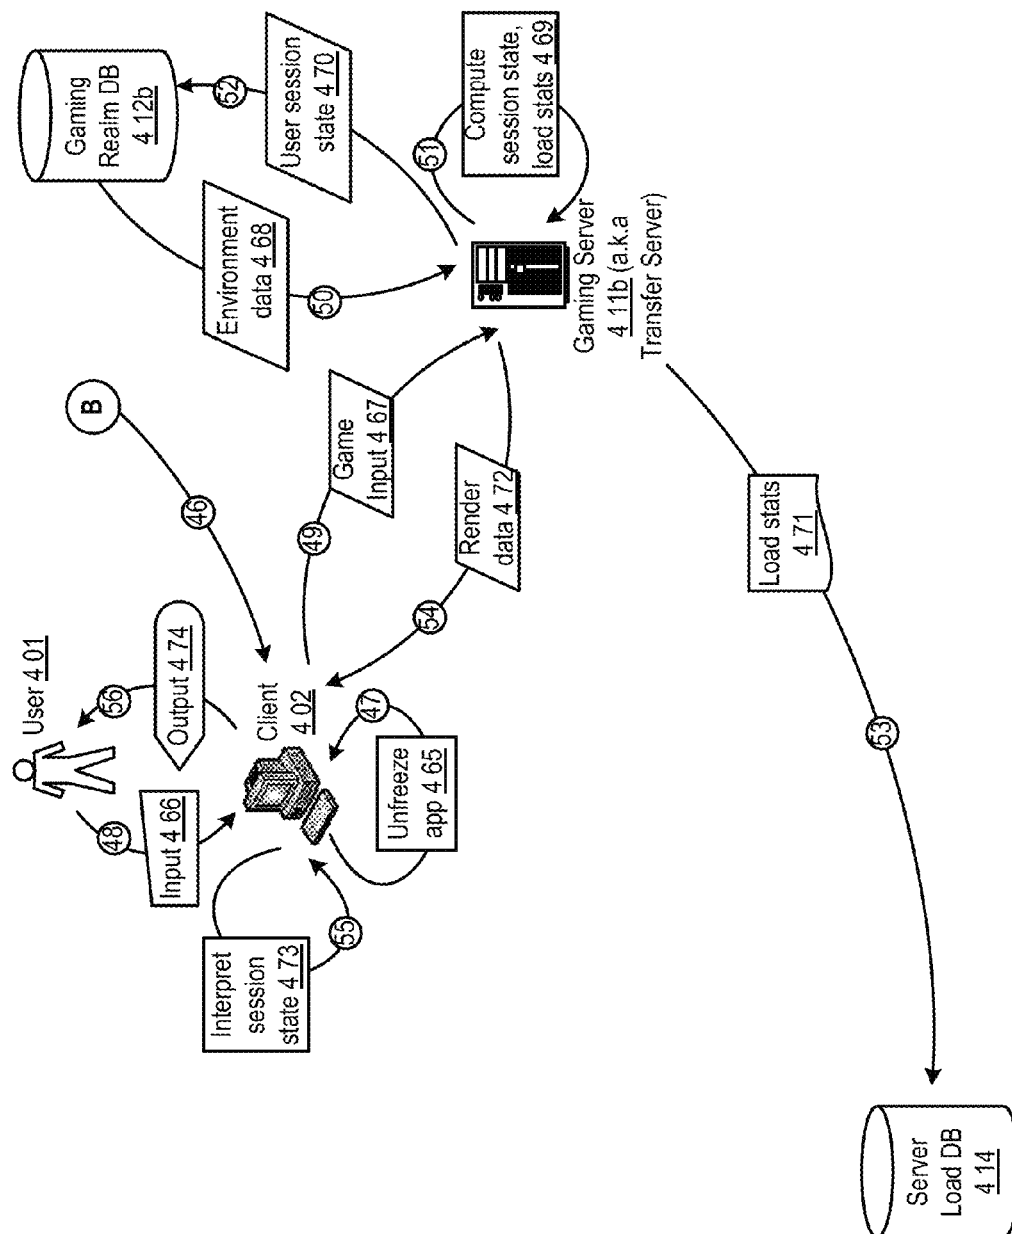 User 4 01
56
Output 4 74
48
Input 4 66
Client
4 02
47
Unfreeze
app 4 65
55
Interpret
session
state 4 73
B
46
49
Game
Input 4 67
54
Render
data 4 72
Gaming
Realm DB
4 12b
52
User session
state 4 70
Environment
data 4 68
50
51
Compute
session state,
load stats 4 69
Gaming Server
4 11b (a.k.a
Transfer Server)
Load stats
4 71
53
Server
Load DB
4 14